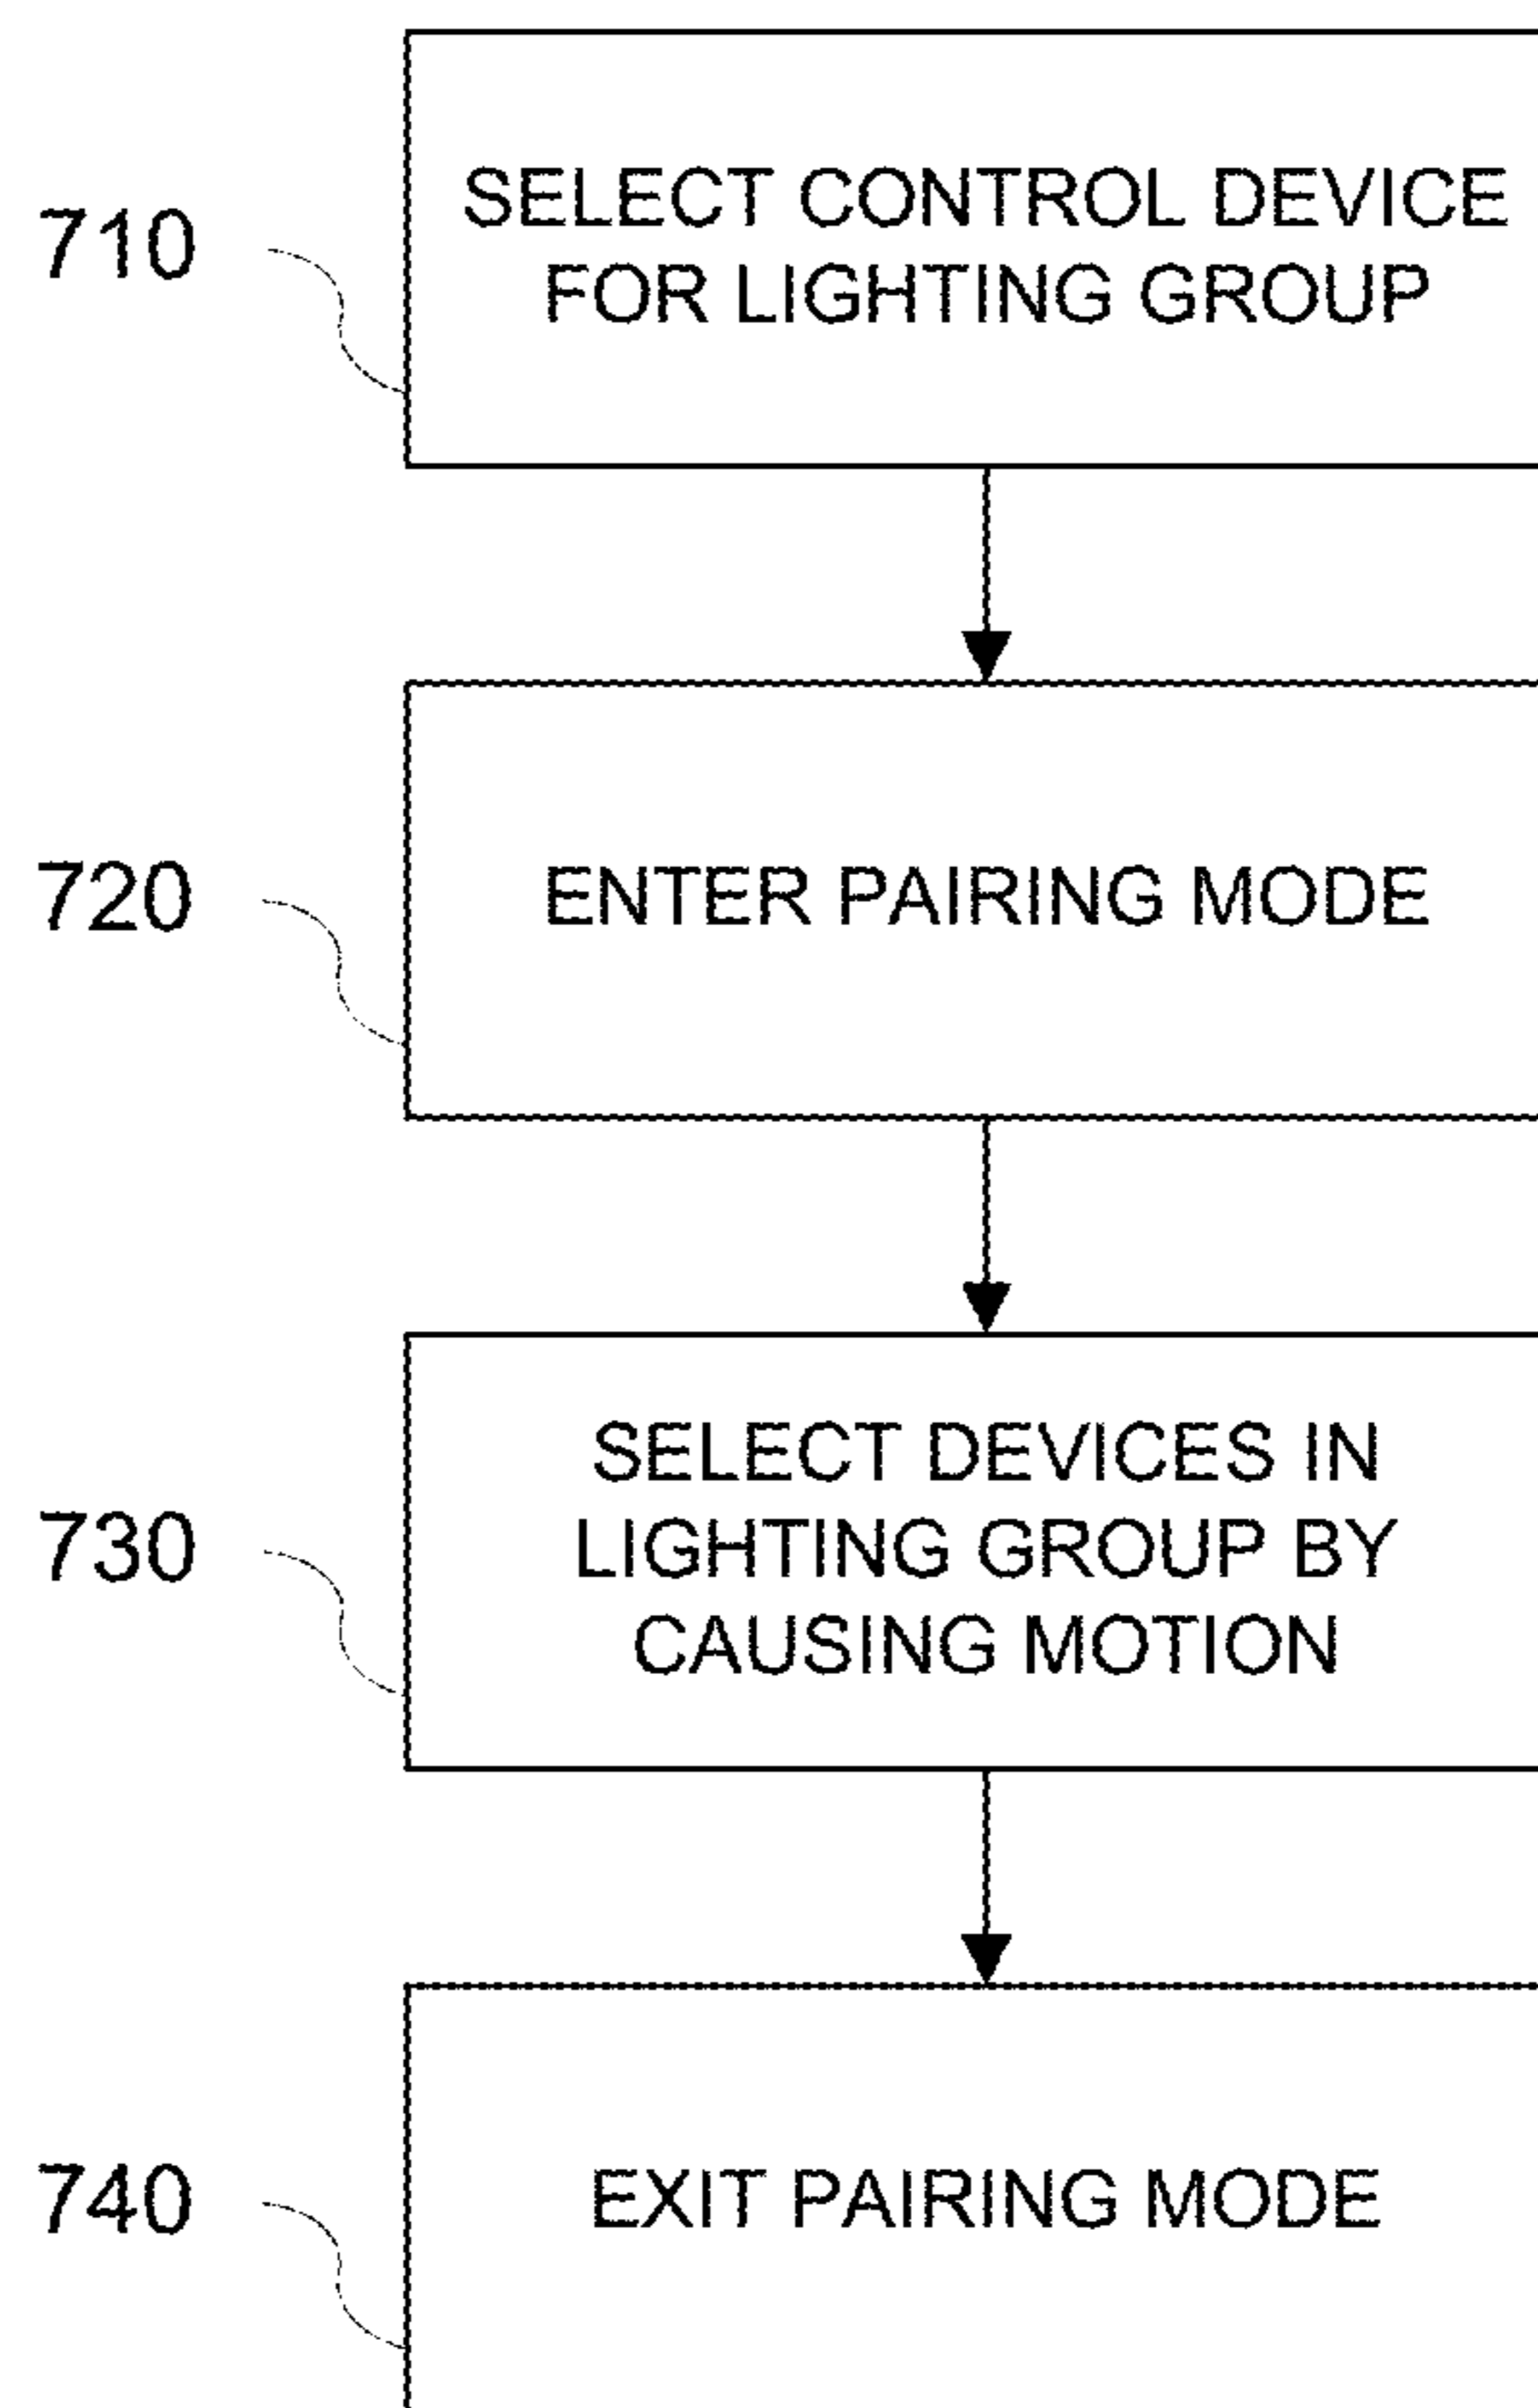 710
SELECT CONTROL DEVICE
FOR LIGHTING GROUP
720
ENTER PAIRING MODE
730
SELECT DEVICES IN
LIGHTING GROUP BY
CAUSING MOTION
740
EXIT PAIRING MODE